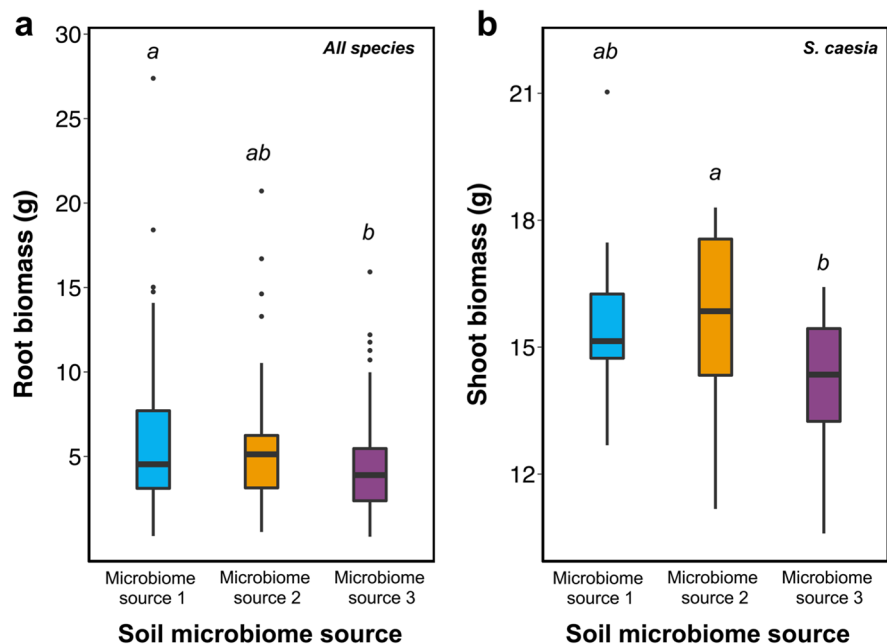 a
All species
a
ab
b
30
25
20
15
10
5
Root biomass (g)
Microbiome
source 1
Microbiome
source 2
Microbiome
source 3
Soil microbiome source
b
S. caesia
ab
a
b
21
18
15
12
Shoot biomass (g)
Microbiome
source 1
Microbiome
source 2
Microbiome
source 3
Soil microbiome source